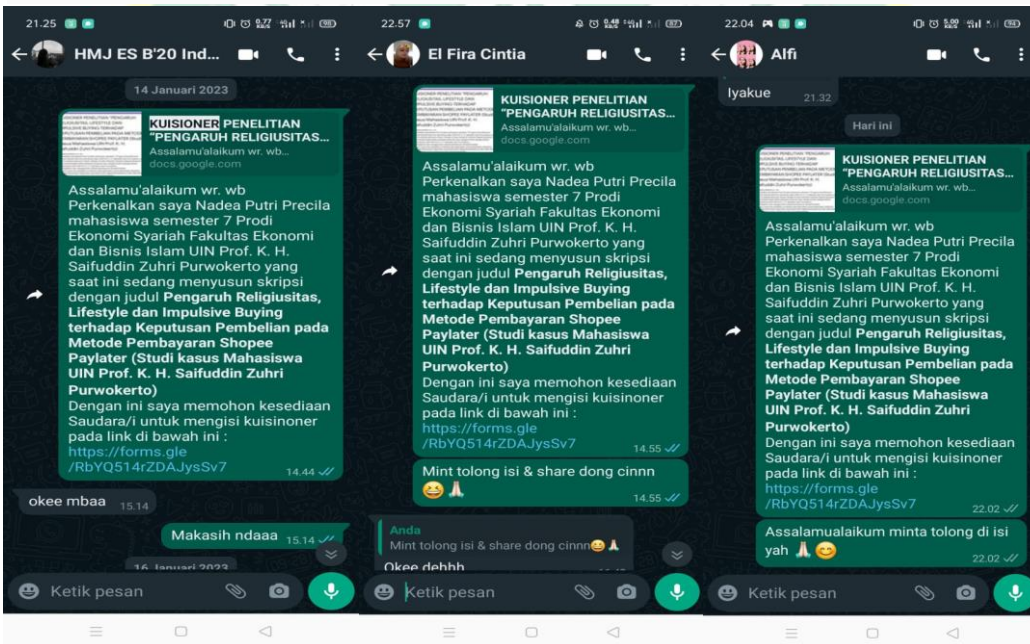 21.25
0.77 KB/S
98
HMJ ES B'20 Ind...
14 Januari 2023
KUISIONER PENELITIAN
"PENGARUH RELIGIUSITAS...
Assalamu'alaikum wr. wb...
docs.google.com
Assalamu'alaikum wr. wb
Perkenalkan saya Nadea Putri Precila
mahasiswa semester 7 Prodi
Ekonomi Syariah Fakultas Ekonomi
dan Bisnis Islam UIN Prof. K. H.
Saifuddin Zuhri Purwokerto yang
saat ini sedang menyusun skripsi
dengan judul Pengaruh Religiusitas,
Lifestyle dan Impulsive Buying
terhadap Keputusan Pembelian pada
Metode Pembayaran Shopee
Paylater (Studi kasus Mahasiswa
UIN Prof. K. H. Saifuddin Zuhri
Purwokerto)
Dengan ini saya memohon kesediaan
Saudara/i untuk mengisi kuisinoner
pada link di bawah ini :
https://forms.gle
/RbYQ514rZDAJysSv7
14.44
okee mbaa 15.14
Makasih ndaaa 15.14
16 Januari 2023
Ketik pesan
22.57
0.48 KB/S
87
El Fira Cintia
KUISIONER PENELITIAN
"PENGARUH RELIGIUSITAS...
Assalamu'alaikum wr. wb...
docs.google.com
Assalamu'alaikum wr. wb
Perkenalkan saya Nadea Putri Precila
mahasiswa semester 7 Prodi
Ekonomi Syariah Fakultas Ekonomi
dan Bisnis Islam UIN Prof. K. H.
Saifuddin Zuhri Purwokerto yang
saat ini sedang menyusun skripsi
dengan judul Pengaruh Religiusitas,
Lifestyle dan Impulsive Buying
terhadap Keputusan Pembelian pada
Metode Pembayaran Shopee
Paylater (Studi kasus Mahasiswa
UIN Prof. K. H. Saifuddin Zuhri
Purwokerto)
Dengan ini saya memohon kesediaan
Saudara/i untuk mengisi kuisinoner
pada link di bawah ini :
https://forms.gle
/RbYQ514rZDAJysSv7
14.55
Mint tolong isi & share dong cinnn
😆🙏🏻
14.55
Anda
Mint tolong isi & share dong cinnn😆🙏🏻
Okee dehhh
Ketik pesan
22.04
5.00 KB/S
Alfi
Iyakue 21.32
Hari ini
KUISIONER PENELITIAN
"PENGARUH RELIGIUSITAS...
Assalamu'alaikum wr. wb...
docs.google.com
Assalamu'alaikum wr. wb
Perkenalkan saya Nadea Putri Precila
mahasiswa semester 7 Prodi
Ekonomi Syariah Fakultas Ekonomi
dan Bisnis Islam UIN Prof. K. H.
Saifuddin Zuhri Purwokerto yang
saat ini sedang menyusun skripsi
dengan judul Pengaruh Religiusitas,
Lifestyle dan Impulsive Buying
terhadap Keputusan Pembelian pada
Metode Pembayaran Shopee
Paylater (Studi kasus Mahasiswa
UIN Prof. K. H. Saifuddin Zuhri
Purwokerto)
Dengan ini saya memohon kesediaan
Saudara/i untuk mengisi kuisinoner
pada link di bawah ini :
https://forms.gle
/RbYQ514rZDAJysSv7
22.02
Assalamualaikum minta tolong di isi
yah 🙏🏻😊
22.02
Ketik pesan